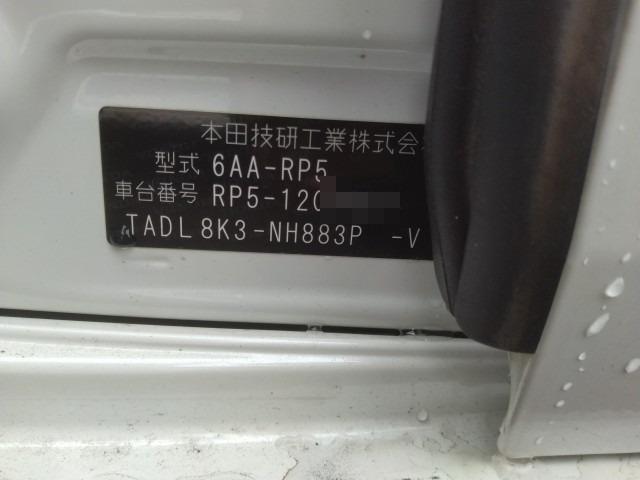 本田技研工業株式会
型式 6AA-RP5
車台番号 RP5-120
TADL 8K3-NH883P -V